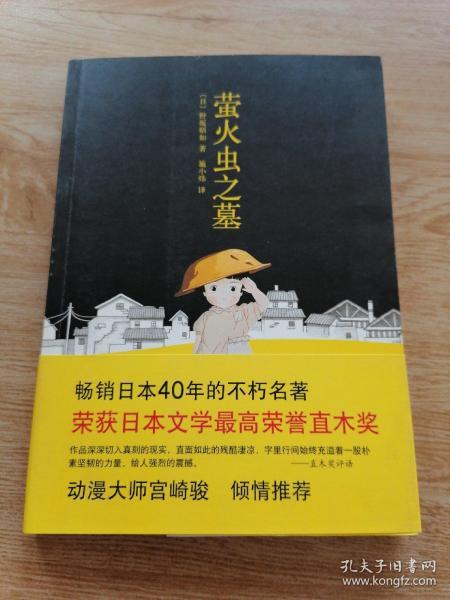 萤火虫之墓
〔日〕野坂昭如 著
施小炜 译
畅销日本40年的不朽名著
荣获日本文学最高荣誉直木奖
作品深深切入真刻的现实，直面如此的残酷凄凉，字里行间始终充溢着一股朴
素坚韧的力量，给人强烈的震撼。
——直木奖评语
动漫大师宫崎骏 倾情推荐
孔夫子旧书网
www.kongfz.com